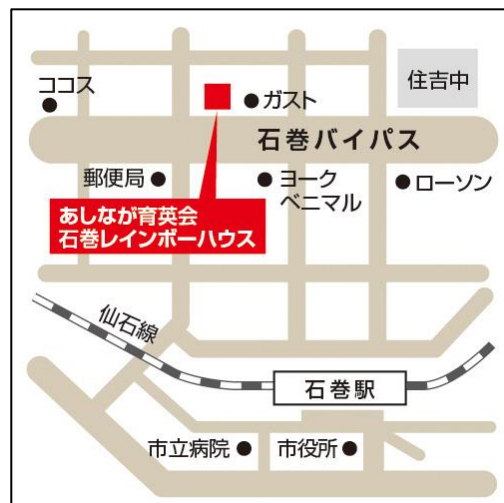 ココス
ガスト
住吉中
石巻バイパス
郵便局
ヨーク
ベニマル
ローソン
あしなが育英会
石巻レインボーハウス
仙石線
石巻駅
市立病院
市役所